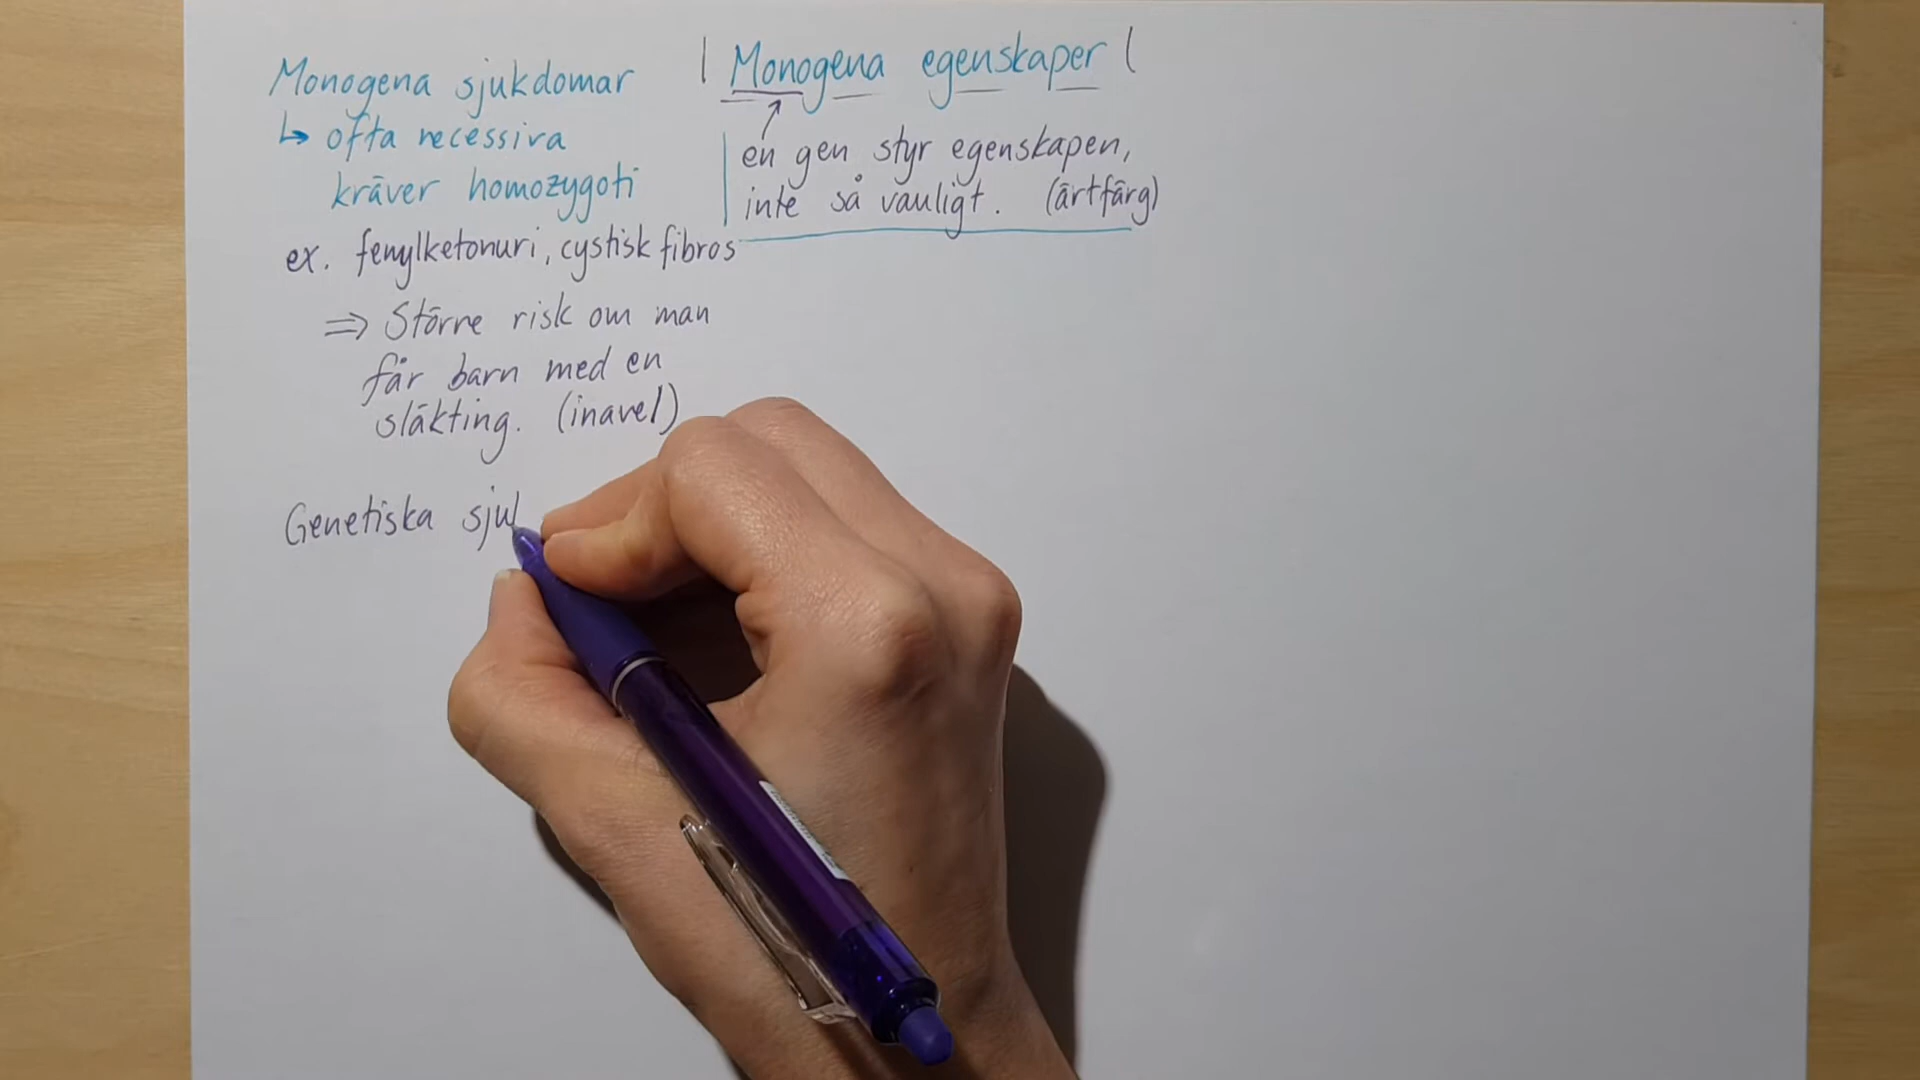 Monogena egenskaper
en gen styr egenskapen,
inte så vanligt. (ärtfärg)
Monogena sjukdomar
↳ ofta recessiva
kräver homozygoti
ex. fenylketonuri, cystisk fibros
⇒ Större risk om man
får barn med en
släkting. (inavel)
Genetiska sju